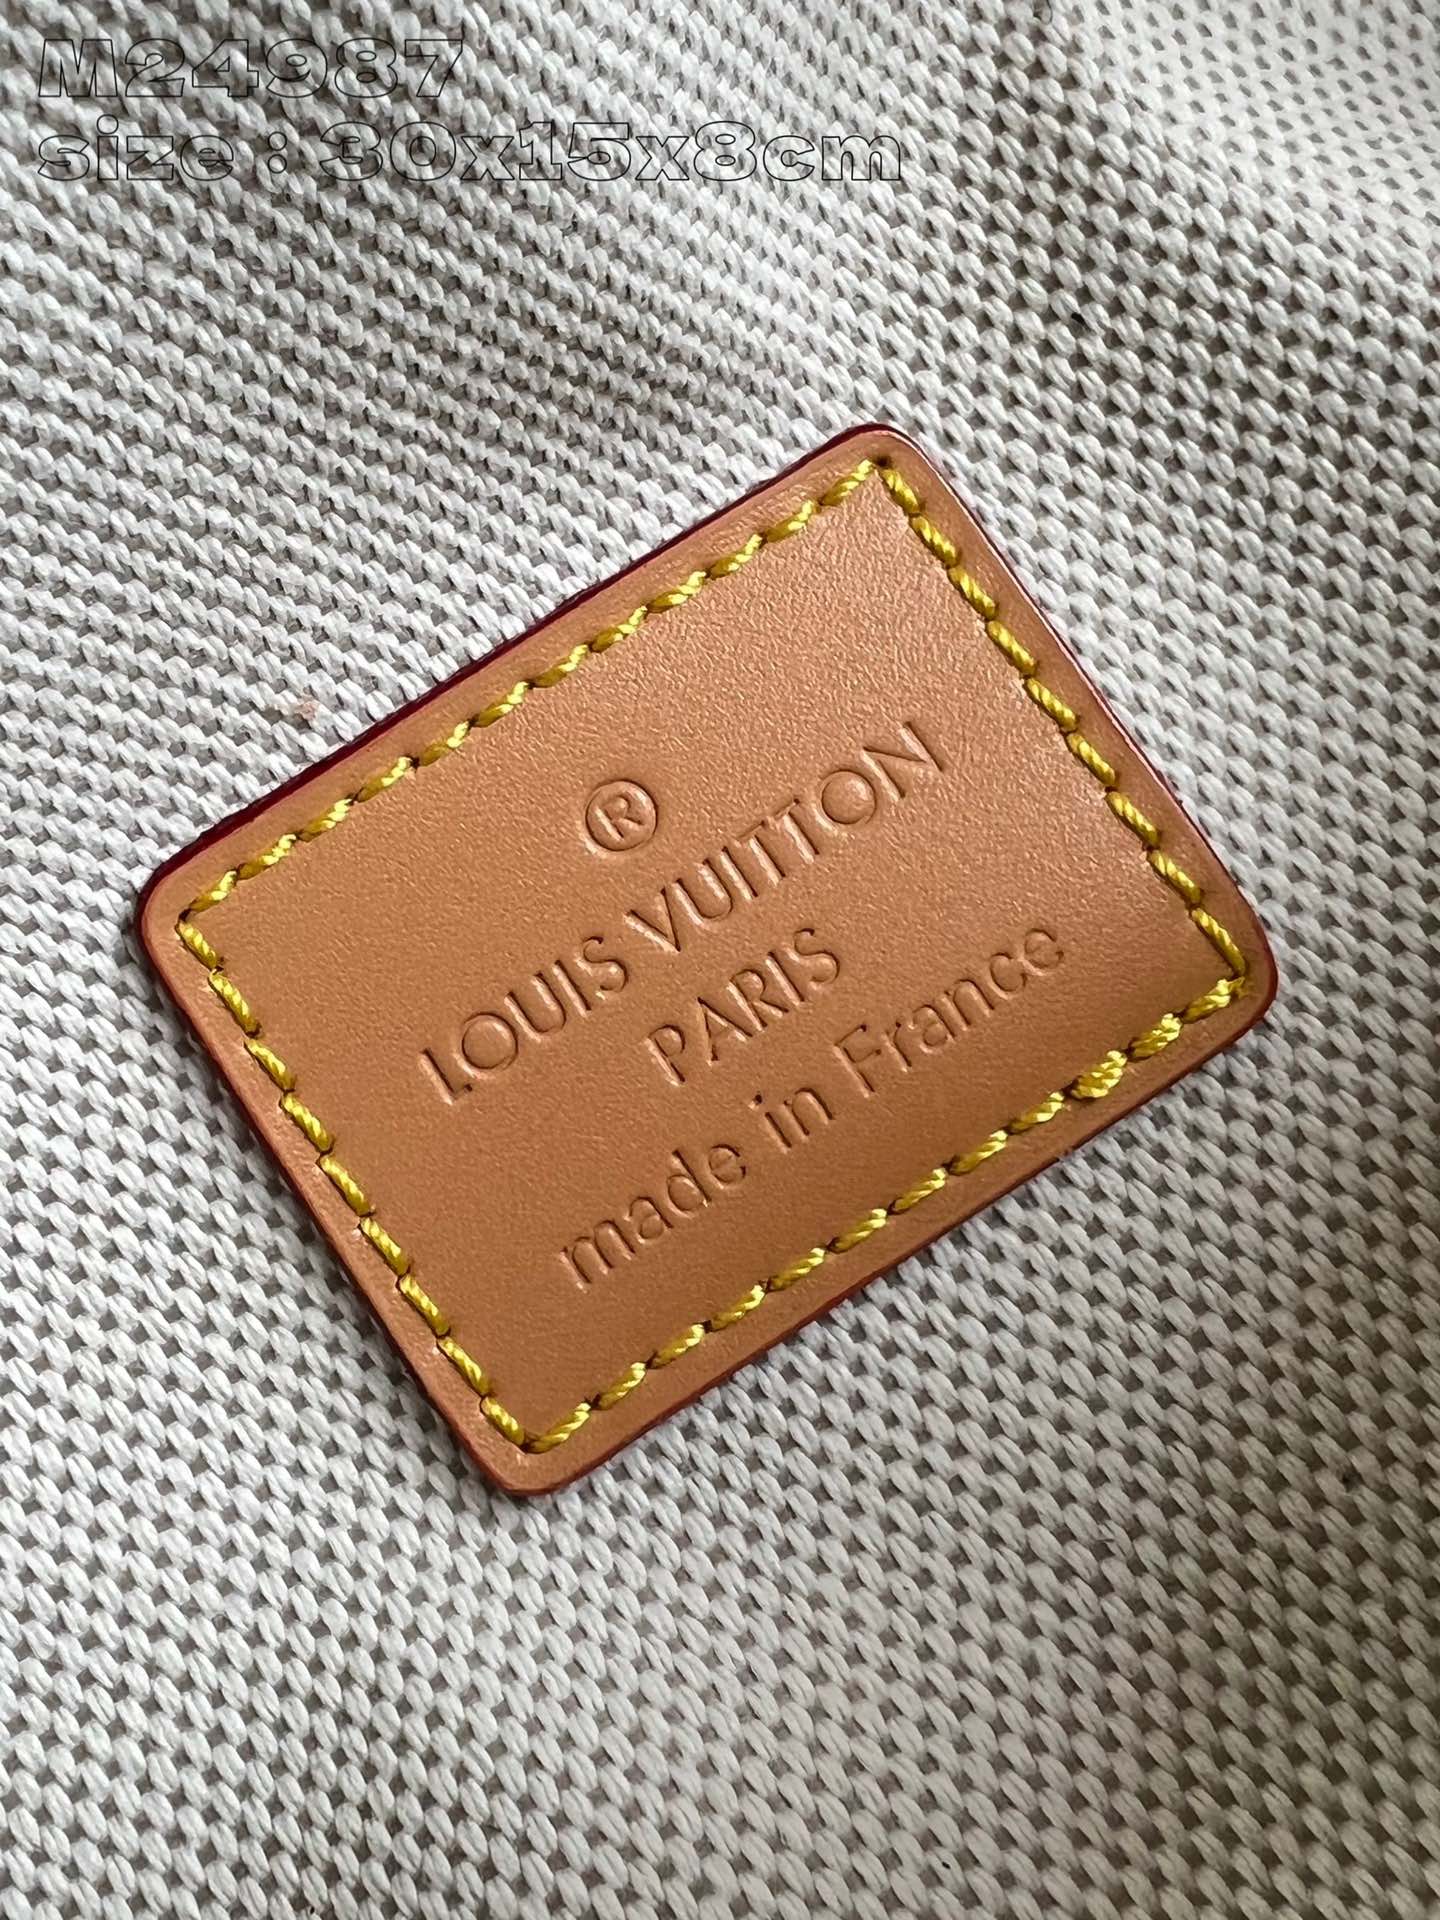 M24987
size : 30x15x8cm
®
LOUIS VUITTON
PARIS
made in France